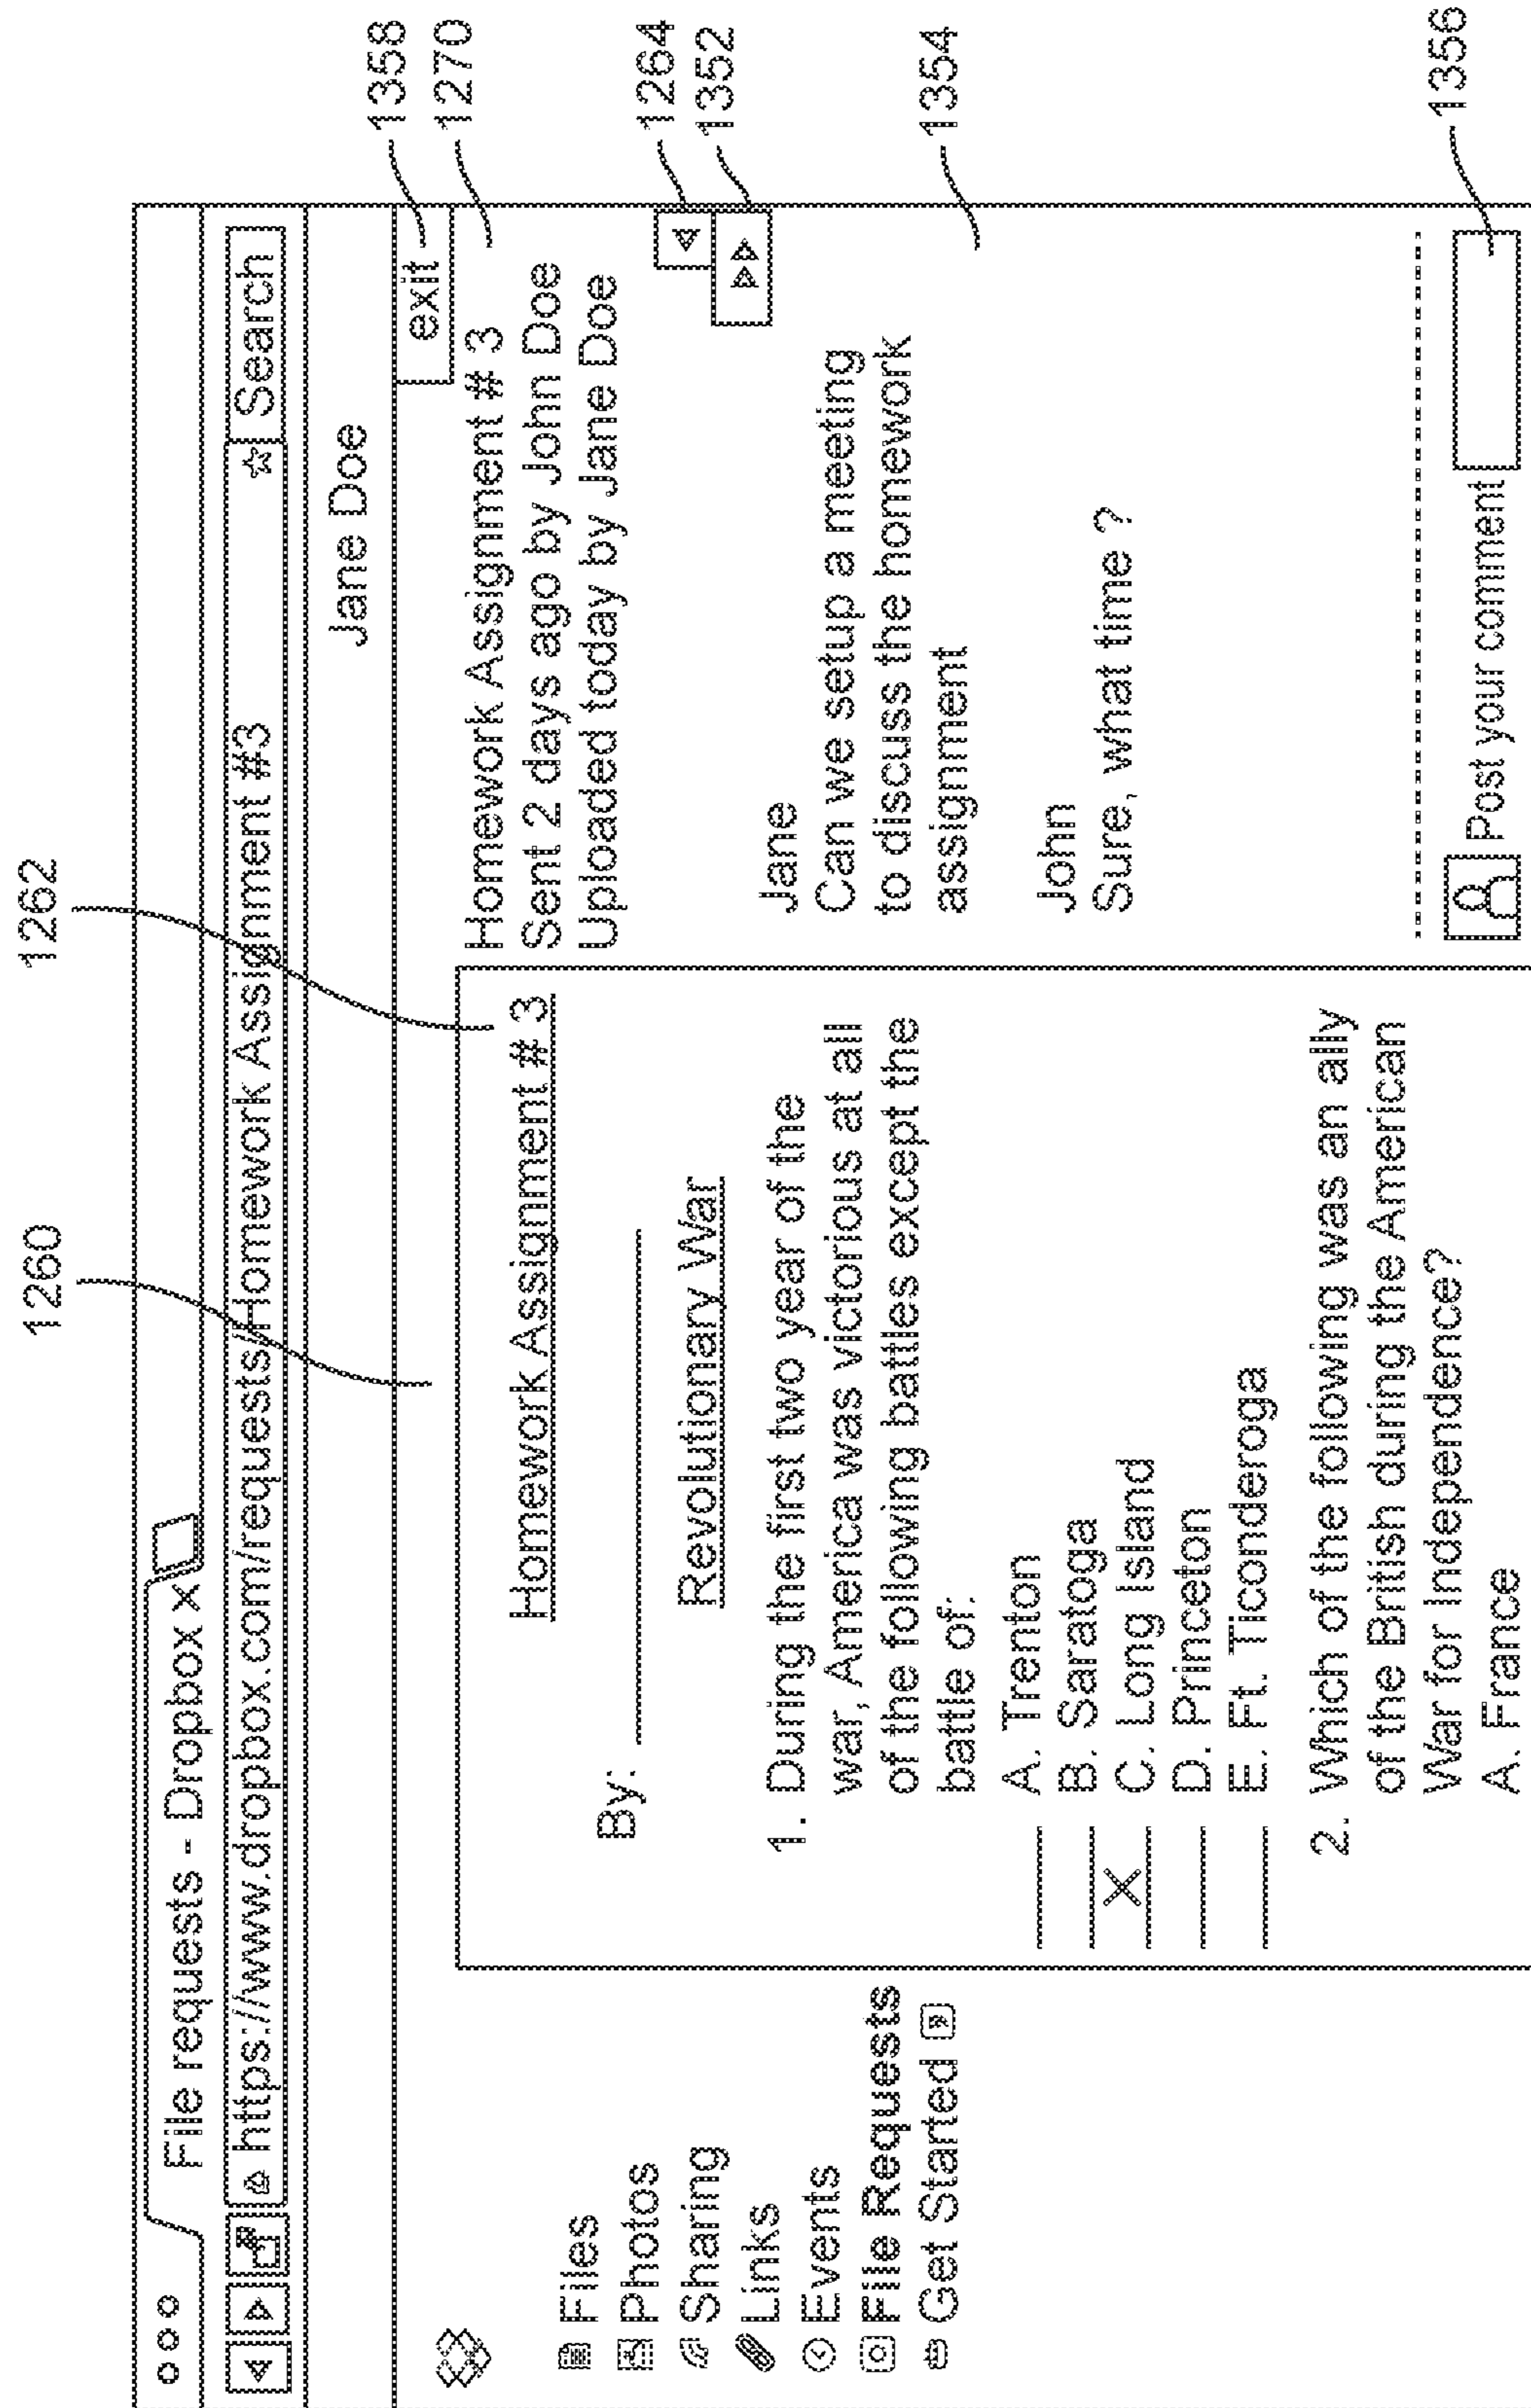 1260
1262
File requests - Dropbox x
https://www.dropbox.com/requests/Homework Assignment #3
Search
Jane Doe
exit
1358
1270
1264
1352
1354
1356
Files
Photos
Sharing
Links
Events
File Requests
Get Started
Homework Assignment # 3
By:
Revolutionary War
1. During the first two year of the
war, America was victorious at all
of the following battles except the
battle of:
A. Trenton
B. Saratoga
X C. Long Island
D. Princeton
E. Ft. Ticonderoga
2. Which of the following was an ally
of the British during the American
War for Independence?
A. France
Homework Assignment # 3
Sent 2 days ago by John Doe
Uploaded today by Jane Doe
Jane
Can we setup a meeting
to discuss the homework
assignment
John
Sure, what time ?
Post your comment